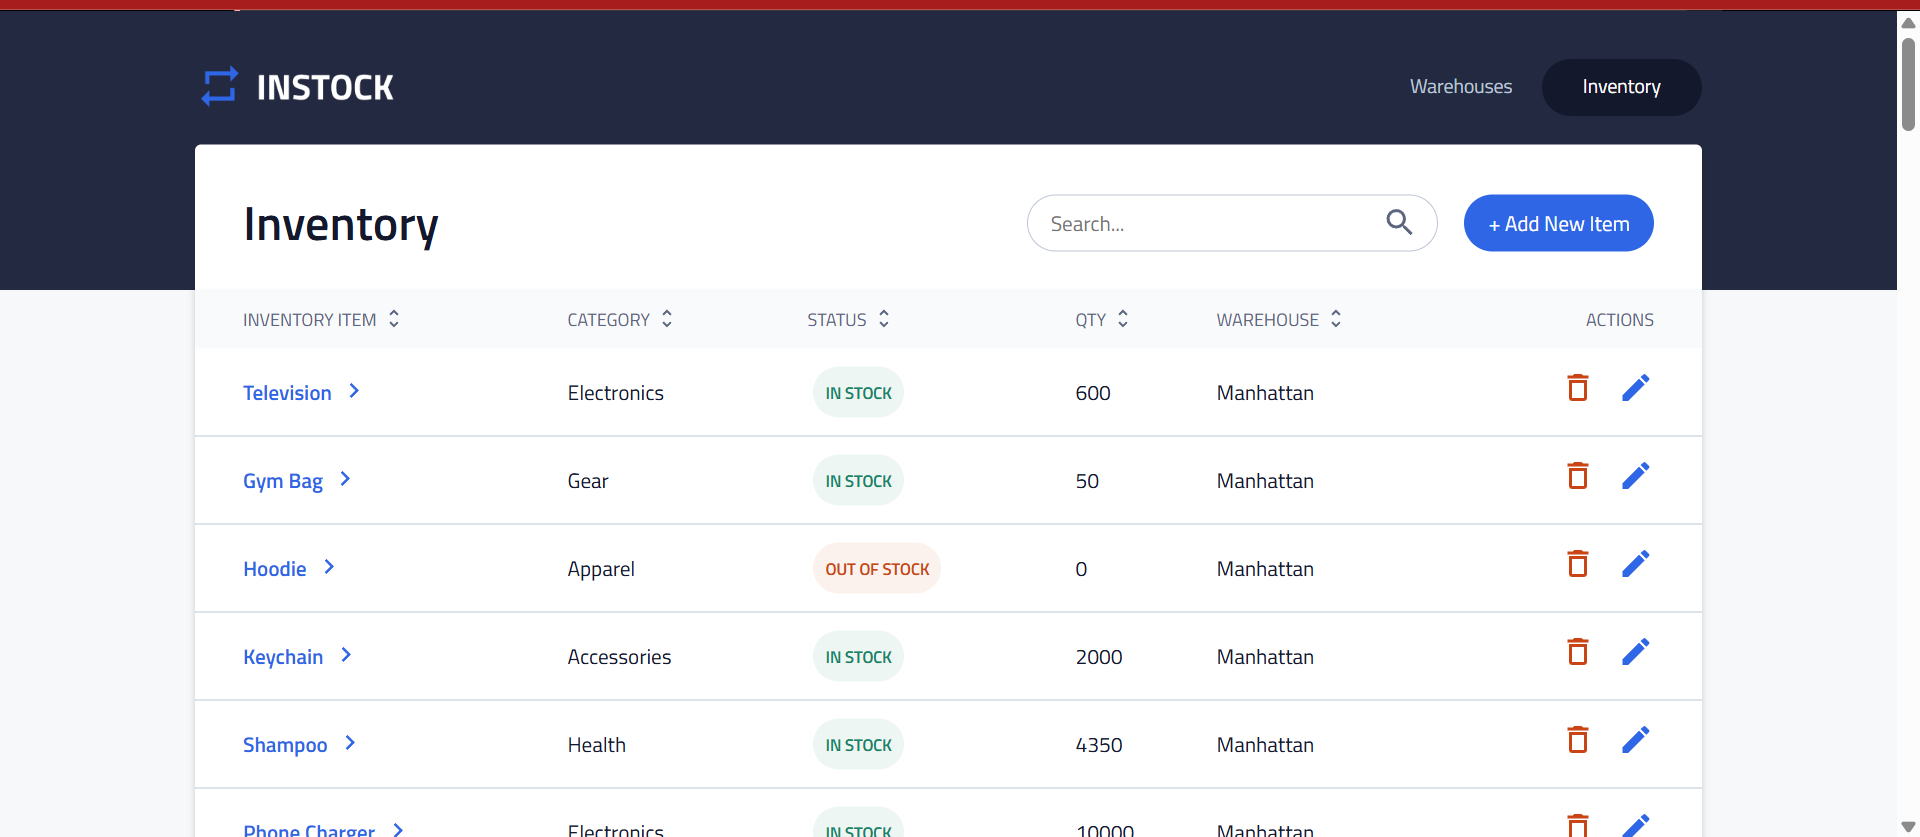 INSTOCK
Warehouses Inventory
Inventory
Search...
+ Add New Item
INVENTORY ITEM CATEGORY STATUS QTY WAREHOUSE ACTIONS
Television Electronics IN STOCK 600 Manhattan
Gym Bag Gear IN STOCK 50 Manhattan
Hoodie Apparel OUT OF STOCK 0 Manhattan
Keychain Accessories IN STOCK 2000 Manhattan
Shampoo Health IN STOCK 4350 Manhattan
Phone Charger Electronics IN STOCK 10000 Manhattan